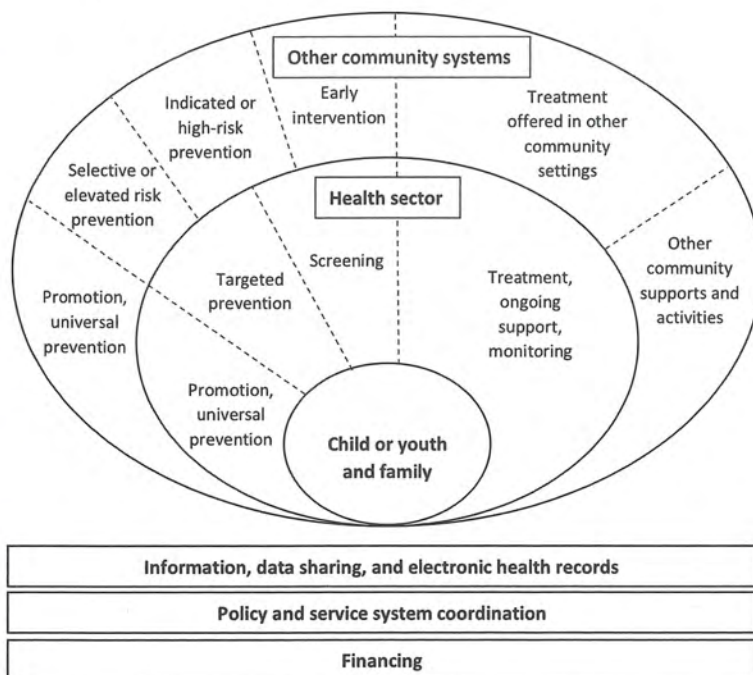 Other community systems
Early
intervention
Indicated or
high-risk
prevention
Treatment
offered in other
community
settings
Selective or
elevated risk
prevention
Health sector
Other
community
supports and
activities
Screening
Targeted
prevention
Treatment,
ongoing
support,
monitoring
Promotion,
universal
prevention
Promotion,
universal
prevention
Child or youth
and family
Information, data sharing, and electronic health records
Policy and service system coordination
Financing